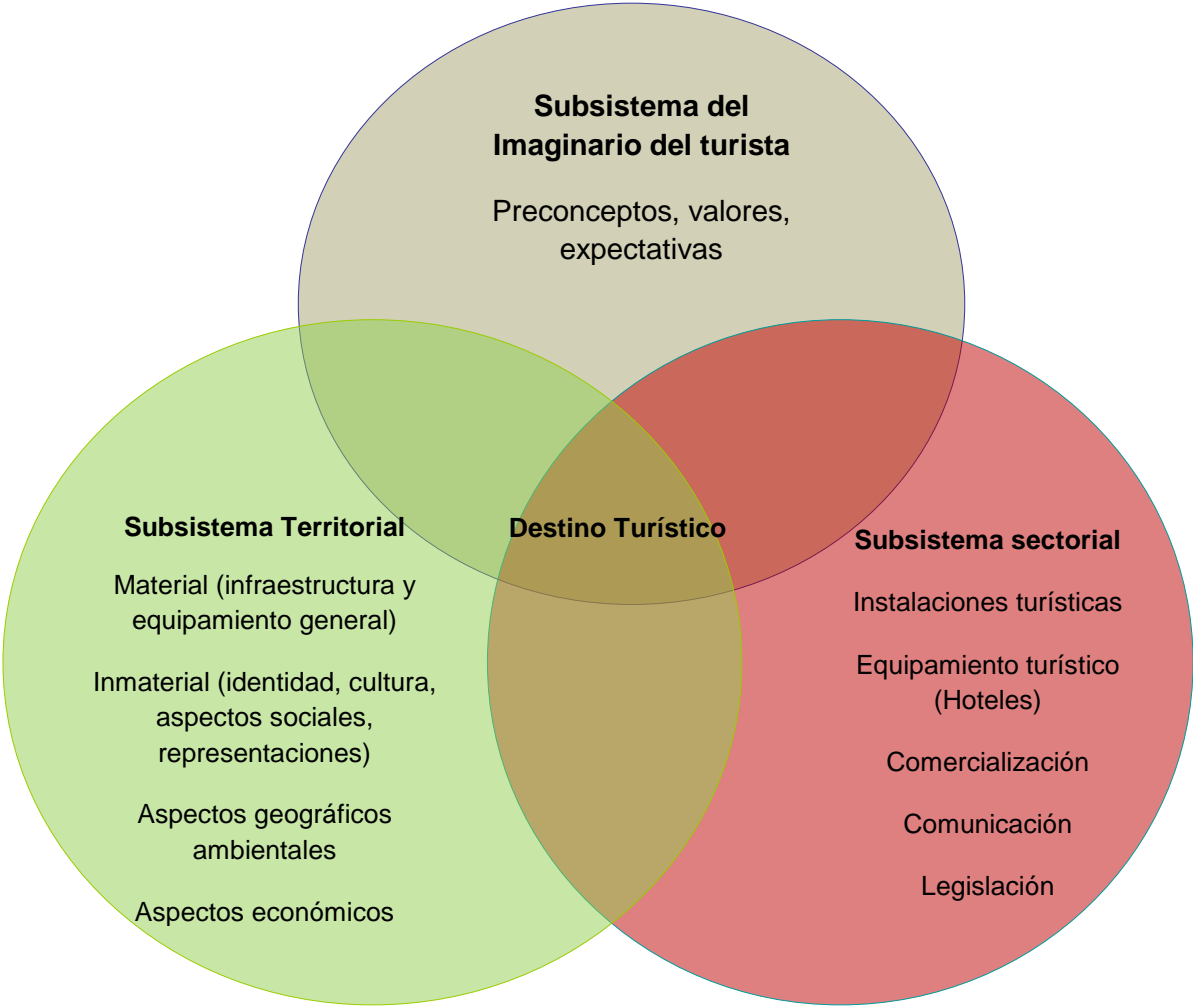 Subsistema del
Imaginario del turista
Preconceptos, valores,
expectativas
Subsistema Territorial
Material (infraestructura y
equipamiento general)
Inmaterial (identidad, cultura,
aspectos sociales,
representaciones)
Aspectos geográficos
ambientales
Aspectos económicos
Destino Turístico
Subsistema sectorial
Instalaciones turísticas
Equipamiento turístico
(Hoteles)
Comercialización
Comunicación
Legislación